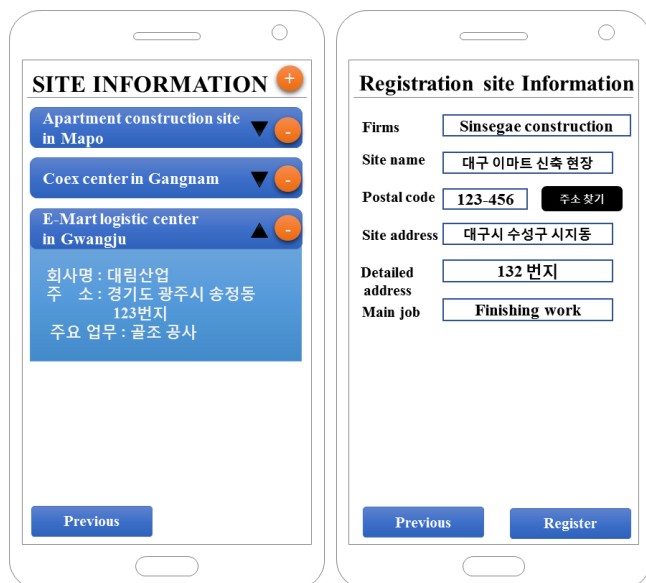 SITE INFORMATION +
Apartment construction site
in Mapo
▼ -
Coex center in Gangnam ▼ -
E-Mart logistic center
in Gwangju
▲ -
회사명 : 대림산업
주 소 : 경기도 광주시 송정동
123번지
주요 업무 : 골조 공사
Previous
Registration site Information
Firms Sinsegae construction
Site name 대구 이마트 신축 현장
Postal code 123-456 주소 찾기
Site address 대구시 수성구 시지동
Detailed
address
132 번지
Main job Finishing work
Previous Register